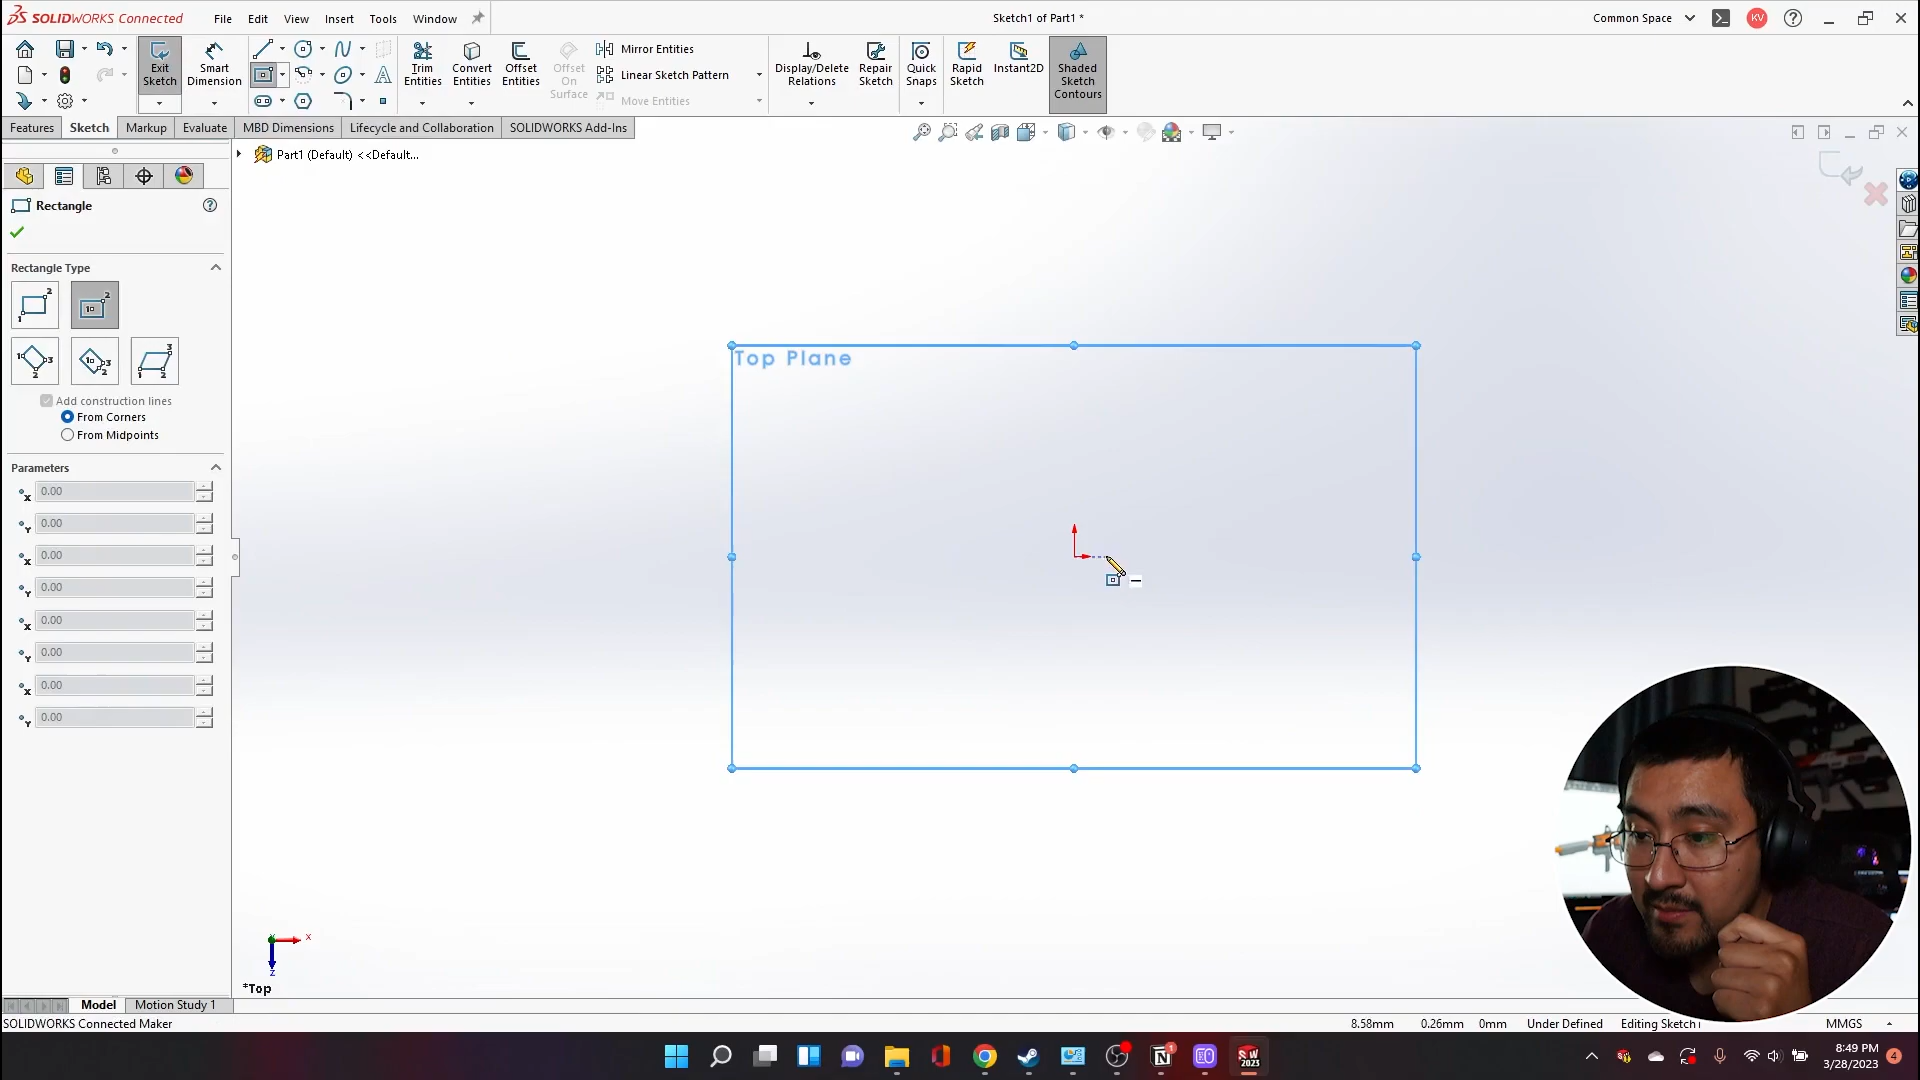 SOLIDWORKS Connected
File Edit View Insert Tools Window
Sketch1 of Part1 *
Common Space
KV
Exit Sketch
Smart Dimension
Trim Entities
Convert Entities
Offset Entities
Offset On Surface
Mirror Entities
Linear Sketch Pattern
Move Entities
Display/Delete Relations
Repair Sketch
Quick Snaps
Rapid Sketch
Instant2D
Shaded Sketch Contours
Features Sketch Markup Evaluate MBD Dimensions Lifecycle and Collaboration SOLIDWORKS Add-Ins
Part1 (Default) <<Default...
Rectangle
Rectangle Type
Add construction lines
From Corners
From Midpoints
Parameters
x 0.00
Y 0.00
x 0.00
Y 0.00
x 0.00
Y 0.00
x 0.00
Y 0.00
Top Plane
Y
X
Z
*Top
Model Motion Study 1
SOLIDWORKS Connected Maker
8.58mm 0.26mm 0mm Under Defined Editing Sketch1 MMGS
8:49 PM
3/28/2023
4